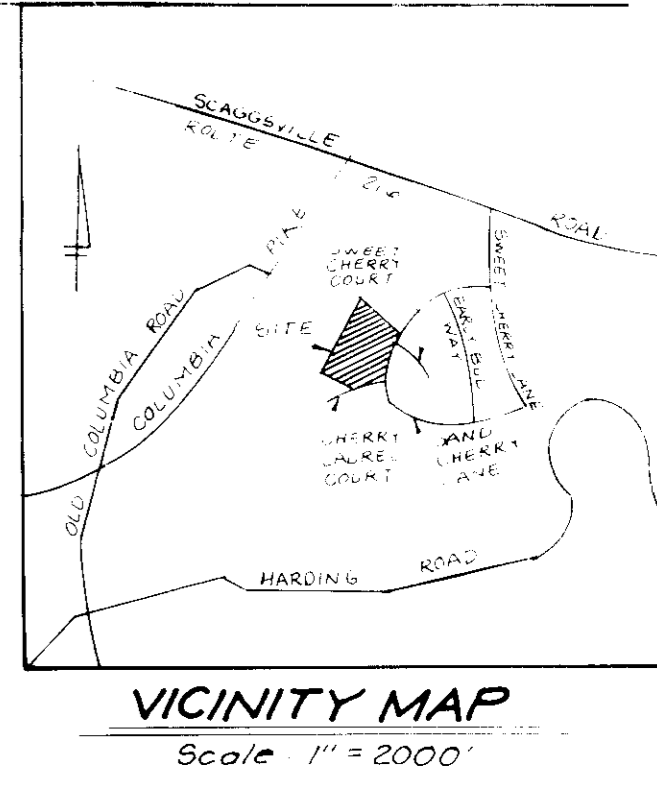 SCAGGSVILLE
ROUTE 216
ROAD
PIKE
SWEET
CHERRY
COURT
SWEET CHERRY LANE
EARLY BUD
WAY
SITE
OLD COLUMBIA ROAD
COLUMBIA
CHERRY
LAUREL
COURT
SAND
CHERRY
LANE
HARDING ROAD
VICINITY MAP
Scale 1" = 2000'